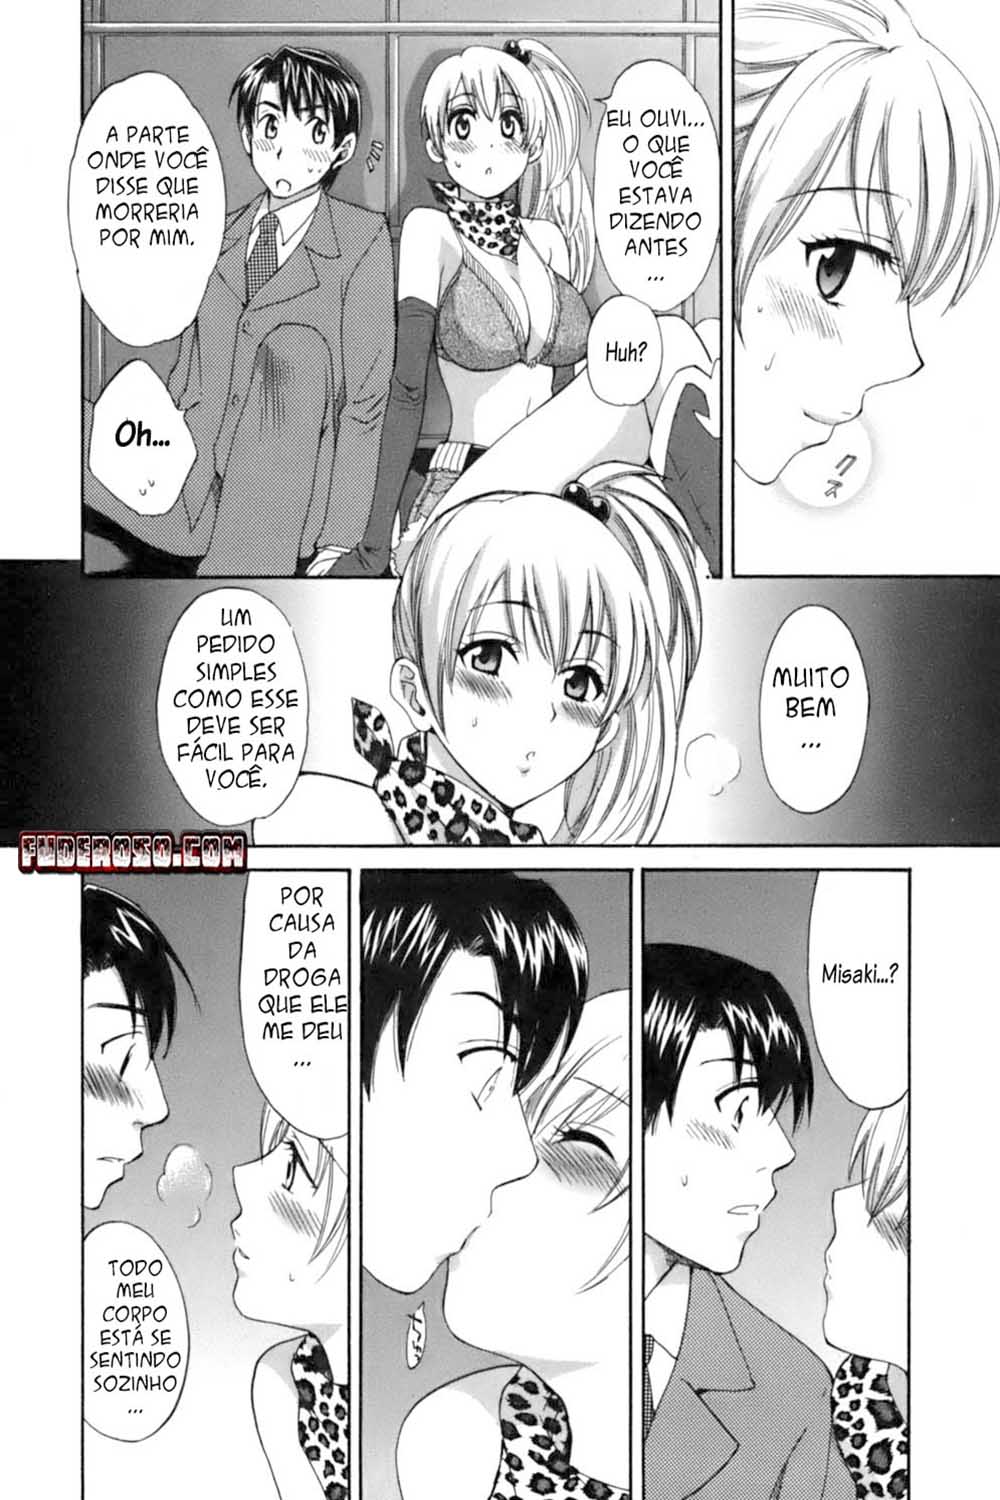 EU OUVI...
O QUE
VOCÊ
ESTAVA
DIZENDO
ANTES
...
Huh?
A PARTE
ONDE VOCÊ
DISSE QUE
MORRERIA
POR MIM.
Oh...
クス
MUITO
BEM
...
UM
PEDIDO
SIMPLES
COMO ESSE
DEVE SER
FÁCIL PARA
VOCÊ.
FUDEROSO.COM
Misaki...?
POR
CAUSA
DA
DROGA
QUE ELE
ME DEU
...
TODO
MEU
CORPO
ESTÁ SE
SENTINDO
SOZINHO
...